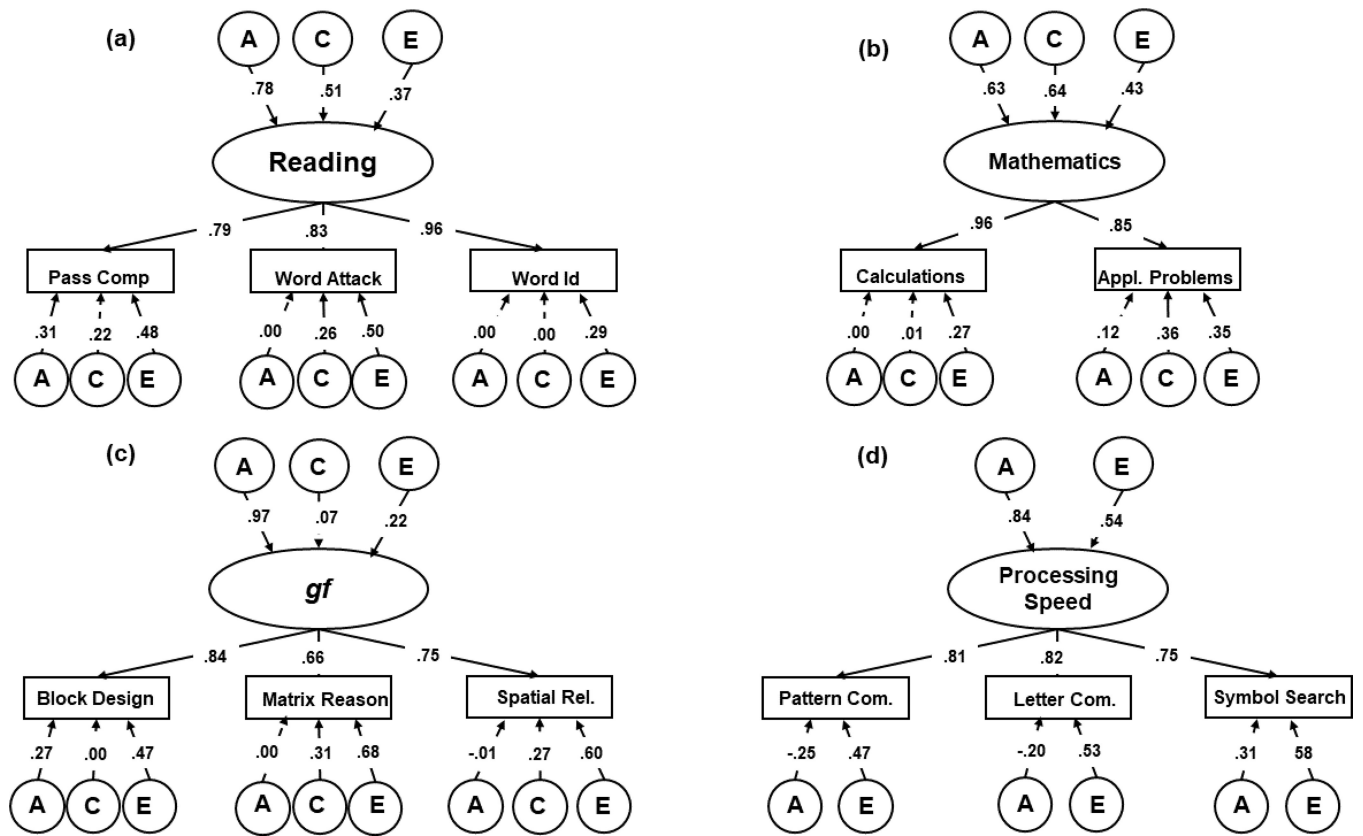 (a)
A C E
.78 .51 .37
Reading
.79 .83 .96
Pass Comp Word Attack Word Id
.31 .22 .48 .00 .26 .50 .00 .00 .29
A C E A C E A C E
(b)
A C E
.63 .64 .43
Mathematics
.96 .85
Calculations Appl. Problems
.00 .01 .27 .12 .36 .35
A C E A C E
(c)
A C E
.97 .07 .22
gf
.84 .66 .75
Block Design Matrix Reason Spatial Rel.
.27 .00 .47 .00 .31 .68 -.01 .27 .60
A C E A C E A C E
(d)
A E
.84 .54
Processing
Speed
.81 .82 .75
Pattern Com. Letter Com. Symbol Search
-.25 .47 -.20 .53 .31 58
A E A E A E